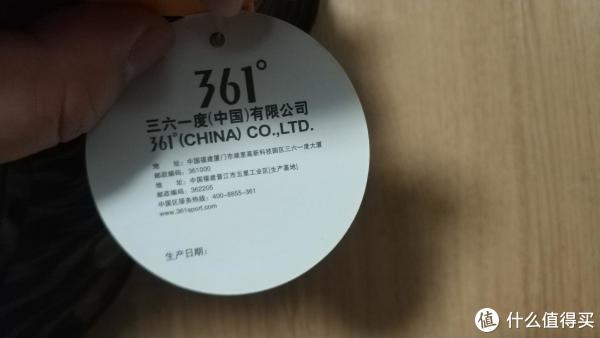 361°
三六一度(中国)有限公司
361°(CHINA) CO.,LTD.
地　址：中国福建厦门市湖里高新科技园区三六一度大厦
邮政编码：361000
地　址：中国福建晋江市五里工业区(生产基地)
邮政编码：362205
中国区服务热线：400-8855-361
www.361sport.com
生产日期：
值 什么值得买